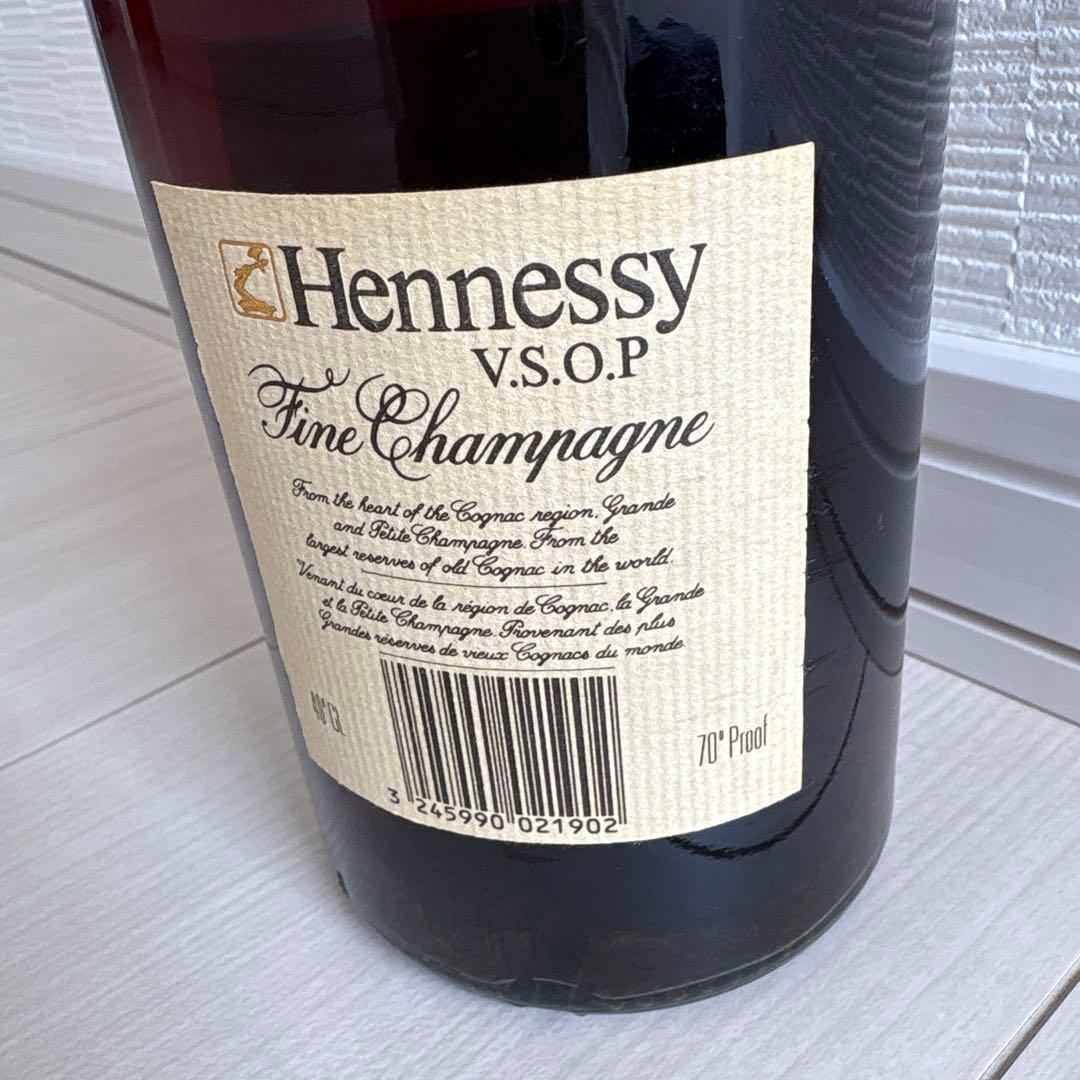 Hennessy
V.S.O.P
Fine Champagne
From the heart of the Cognac region, Grande
and Petite Champagne. From the
largest reserves of old Cognac in the world.
Venant du cœur de la région de Cognac, la Grande
et la Petite Champagne. Provenant des plus
Grandes réserves de vieux Cognacs du monde
40° GL
70° Proof
3 245990 021902